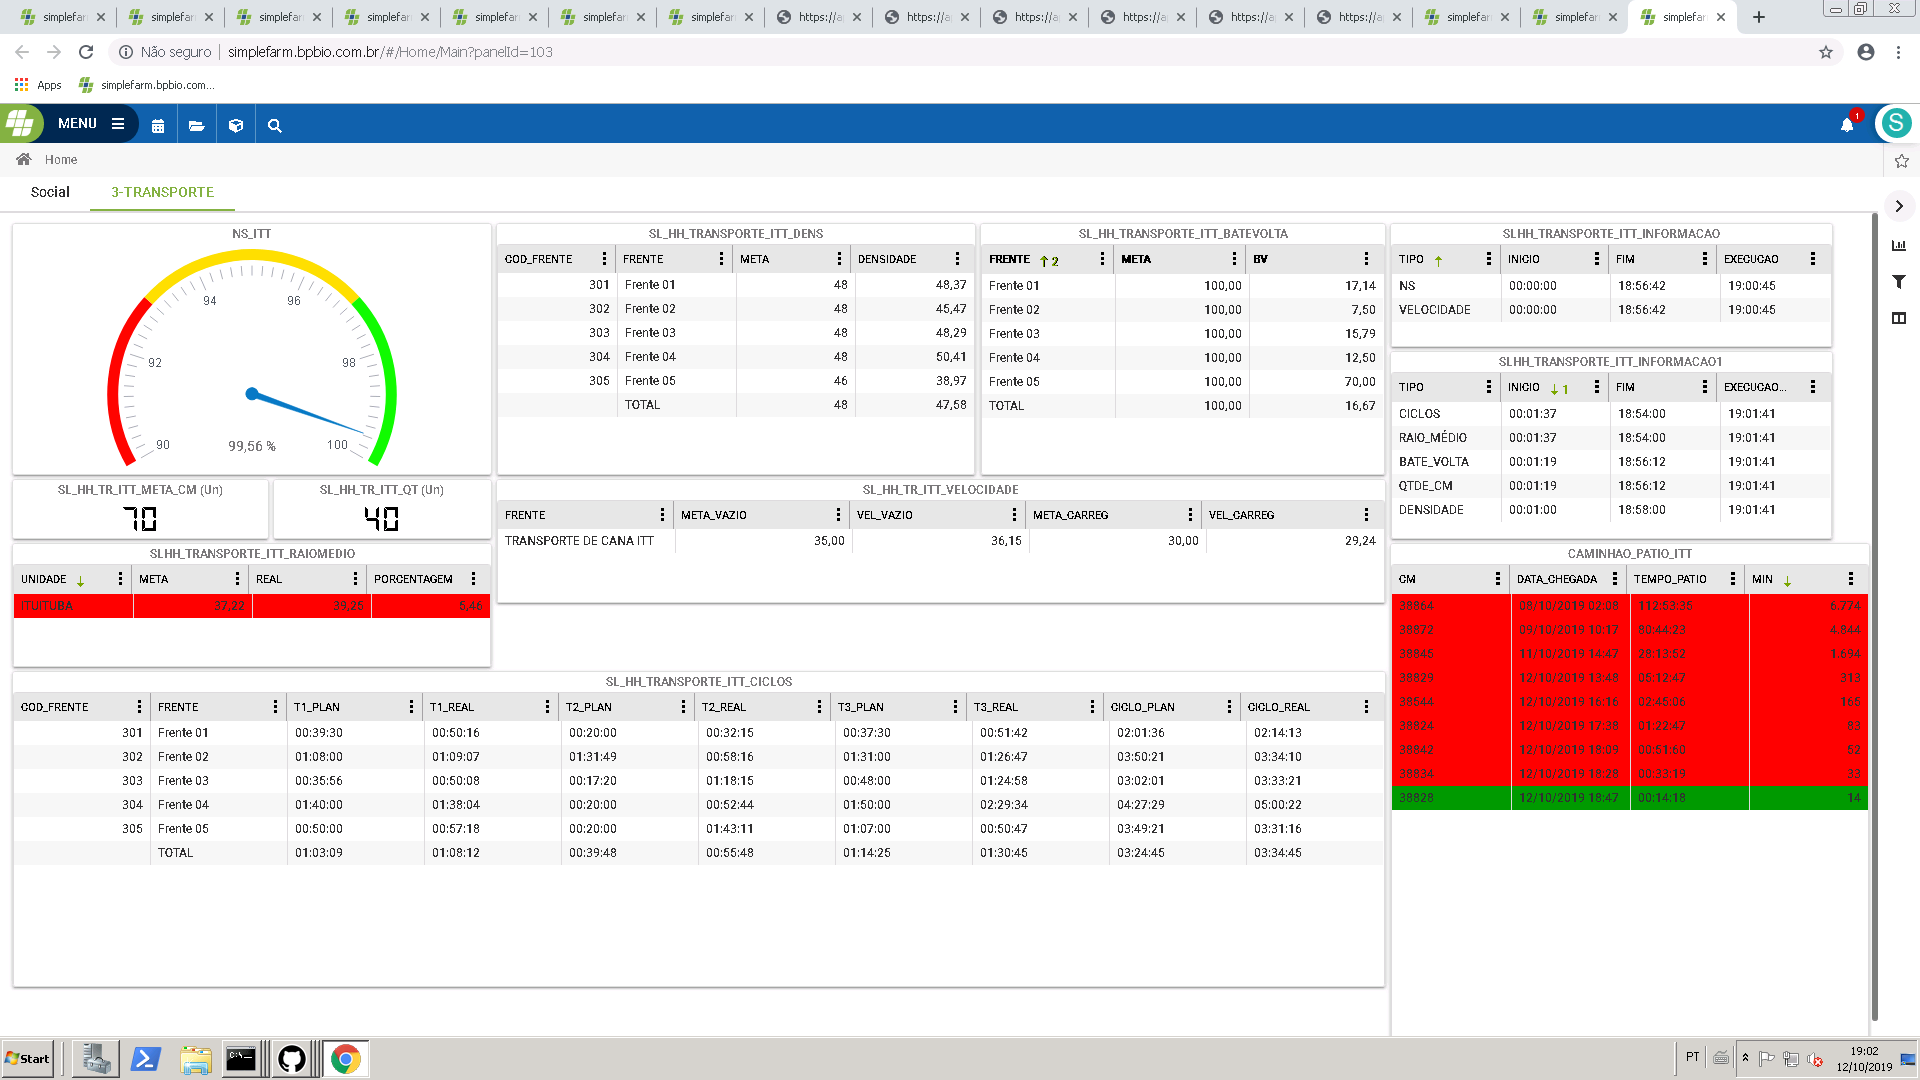 simplefar
simplefar
simplefar
simplefar
simplefar
simplefar
simplefar
https://a
https://a
https://a
https://a
https://a
https://a
simplefar
simplefar
simplefar
Não seguro | simplefarm.bpbio.com.br/#/Home/Main?panelId=103
Apps simplefarm.bpbio.com...
MENU 1 S
Home
Social 3-TRANSPORTE
NS_ITT
90 92 94 96 98 100
99,56 %
SL_HH_TRANSPORTE_ITT_DENS
COD_FRENTE FRENTE META DENSIDADE
301 Frente 01 48 48,37
302 Frente 02 48 45,47
303 Frente 03 48 48,29
304 Frente 04 48 50,41
305 Frente 05 46 38,97
TOTAL 48 47,58
SL_HH_TRANSPORTE_ITT_BATEVOLTA
FRENTE 2 META BV
Frente 01 100,00 17,14
Frente 02 100,00 7,50
Frente 03 100,00 15,79
Frente 04 100,00 12,50
Frente 05 100,00 70,00
TOTAL 100,00 16,67
SLHH_TRANSPORTE_ITT_INFORMACAO
TIPO INICIO FIM EXECUCAO
NS 00:00:00 18:56:42 19:00:45
VELOCIDADE 00:00:00 18:56:42 19:00:45
SLHH_TRANSPORTE_ITT_INFORMACAO1
TIPO INICIO 1 FIM EXECUCAO...
CICLOS 00:01:37 18:54:00 19:01:41
RAIO_MÉDIO 00:01:37 18:54:00 19:01:41
BATE_VOLTA 00:01:19 18:56:12 19:01:41
QTDE_CM 00:01:19 18:56:12 19:01:41
DENSIDADE 00:01:00 18:58:00 19:01:41
SL_HH_TR_ITT_META_CM (Un)
70
SL_HH_TR_ITT_QT (Un)
40
SL_HH_TR_ITT_VELOCIDADE
FRENTE META_VAZIO VEL_VAZIO META_CARREG VEL_CARREG
TRANSPORTE DE CANA ITT 35,00 36,15 30,00 29,24
SLHH_TRANSPORTE_ITT_RAIOMEDIO
UNIDADE META REAL PORCENTAGEM
ITUIUTABA 37,22 39,25 5,46
CAMINHAO_PATIO_ITT
CM DATA_CHEGADA TEMPO_PATIO MIN
38864 08/10/2019 02:08 112:53:35 6.774
38872 09/10/2019 10:17 80:44:23 4.844
38845 11/10/2019 14:47 28:13:52 1.694
38829 12/10/2019 13:48 05:12:47 313
38544 12/10/2019 16:16 02:45:06 165
38824 12/10/2019 17:38 01:22:47 83
38842 12/10/2019 18:09 00:51:50 52
38834 12/10/2019 18:28 00:33:19 33
38828 12/10/2019 18:47 00:14:18 14
SL_HH_TRANSPORTE_ITT_CICLOS
COD_FRENTE FRENTE T1_PLAN T1_REAL T2_PLAN T2_REAL T3_PLAN T3_REAL CICLO_PLAN CICLO_REAL
301 Frente 01 00:39:30 00:50:16 00:20:00 00:32:15 00:37:30 00:51:42 02:01:36 02:14:13
302 Frente 02 01:08:00 01:09:07 01:31:49 00:58:16 01:31:00 01:26:47 03:50:21 03:34:10
303 Frente 03 00:35:56 00:50:08 00:17:20 01:18:15 00:48:00 01:24:58 03:02:01 03:33:21
304 Frente 04 01:40:00 01:38:04 00:20:00 00:52:44 01:50:00 02:29:34 04:27:29 05:00:22
305 Frente 05 00:50:00 00:57:18 00:20:00 01:43:11 01:07:00 00:50:47 03:49:21 03:31:16
TOTAL 01:03:09 01:08:12 00:39:48 00:55:48 01:14:25 01:30:45 03:24:45 03:34:45
Start PT 19:02
12/10/2019